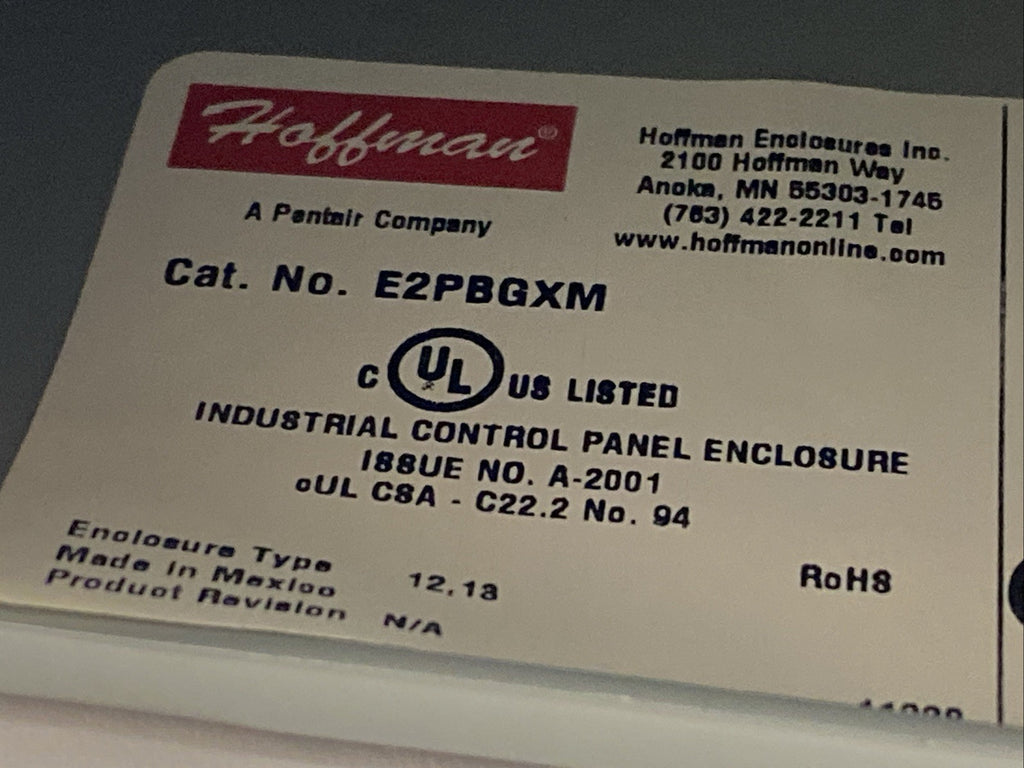 Hoffman®
A Pentair Company
Hoffman Enclosures Inc.
2100 Hoffman Way
Anoka, MN 55303-1745
(763) 422-2211 Tel
www.hoffmanonline.com
Cat. No. E2PBGXM
C UL US LISTED
INDUSTRIAL CONTROL PANEL ENCLOSURE
ISSUE NO. A-2001
cUL CSA - C22.2 No. 94
Enclosure Type 12,13
Made in Mexico
Product Revision N/A
RoHS